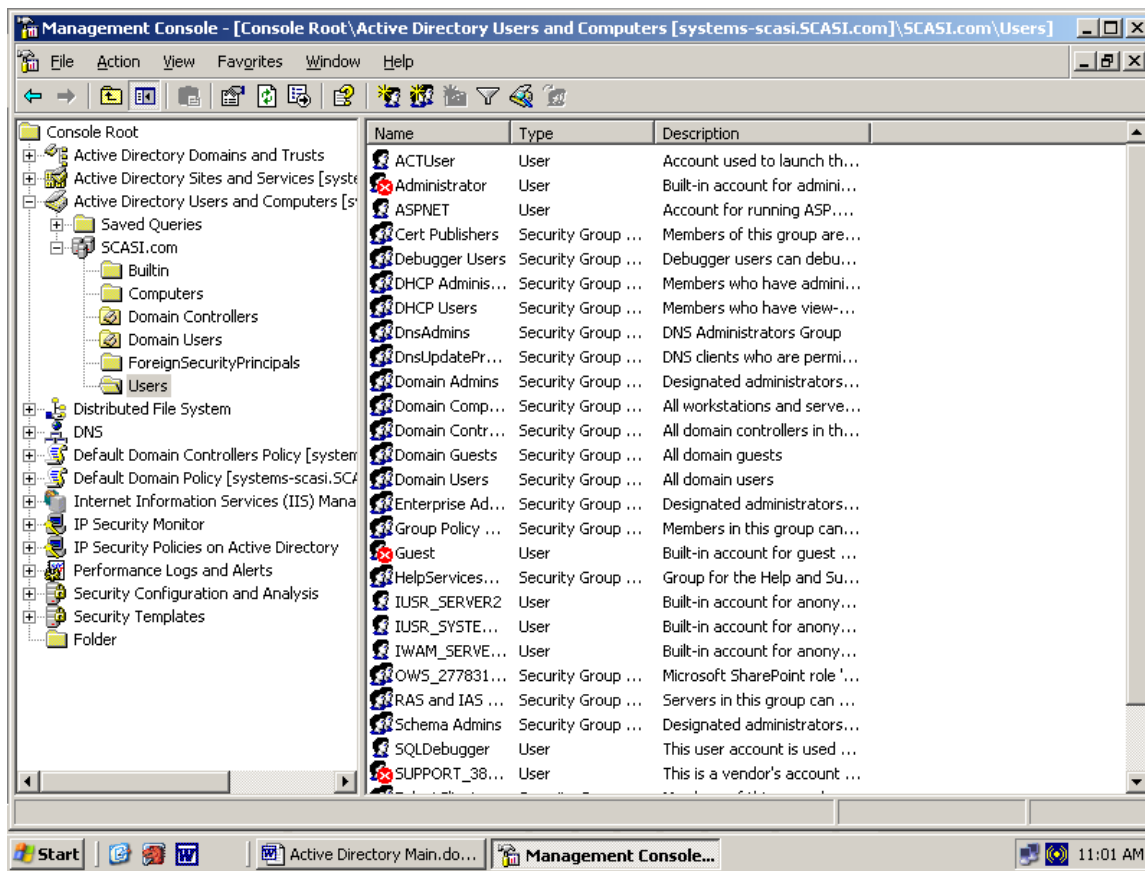 Management Console - [Console Root\Active Directory Users and Computers [systems-scasi.SCASI.com]\SCASI.com\Users]
File Action View Favorites Window Help
Console Root
Active Directory Domains and Trusts
Active Directory Sites and Services [syste
Active Directory Users and Computers [s
Saved Queries
SCASI.com
Builtin
Computers
Domain Controllers
Domain Users
ForeignSecurityPrincipals
Users
Distributed File System
DNS
Default Domain Controllers Policy [system
Default Domain Policy [systems-scasi.SCA
Internet Information Services (IIS) Mana
IP Security Monitor
IP Security Policies on Active Directory
Performance Logs and Alerts
Security Configuration and Analysis
Security Templates
Folder
Name Type Description
ACTUser User Account used to launch th...
Administrator User Built-in account for admini...
ASPNET User Account for running ASP....
Cert Publishers Security Group ... Members of this group are...
Debugger Users Security Group ... Debugger users can debu...
DHCP Adminis... Security Group ... Members who have admini...
DHCP Users Security Group ... Members who have view-...
DnsAdmins Security Group ... DNS Administrators Group
DnsUpdatePr... Security Group ... DNS clients who are permi...
Domain Admins Security Group ... Designated administrators...
Domain Comp... Security Group ... All workstations and serve...
Domain Contr... Security Group ... All domain controllers in th...
Domain Guests Security Group ... All domain guests
Domain Users Security Group ... All domain users
Enterprise Ad... Security Group ... Designated administrators...
Group Policy ... Security Group ... Members in this group can...
Guest User Built-in account for guest ...
HelpServices... Security Group ... Group for the Help and Su...
IUSR_SERVER2 User Built-in account for anony...
IUSR_SYSTE... User Built-in account for anony...
IWAM_SERVE... User Built-in account for anony...
OWS_277831... Security Group ... Microsoft SharePoint role '...
RAS and IAS ... Security Group ... Servers in this group can ...
Schema Admins Security Group ... Designated administrators...
SQLDebugger User This user account is used ...
SUPPORT_38... User This is a vendor's account ...
Start Active Directory Main.do... Management Console... 11:01 AM